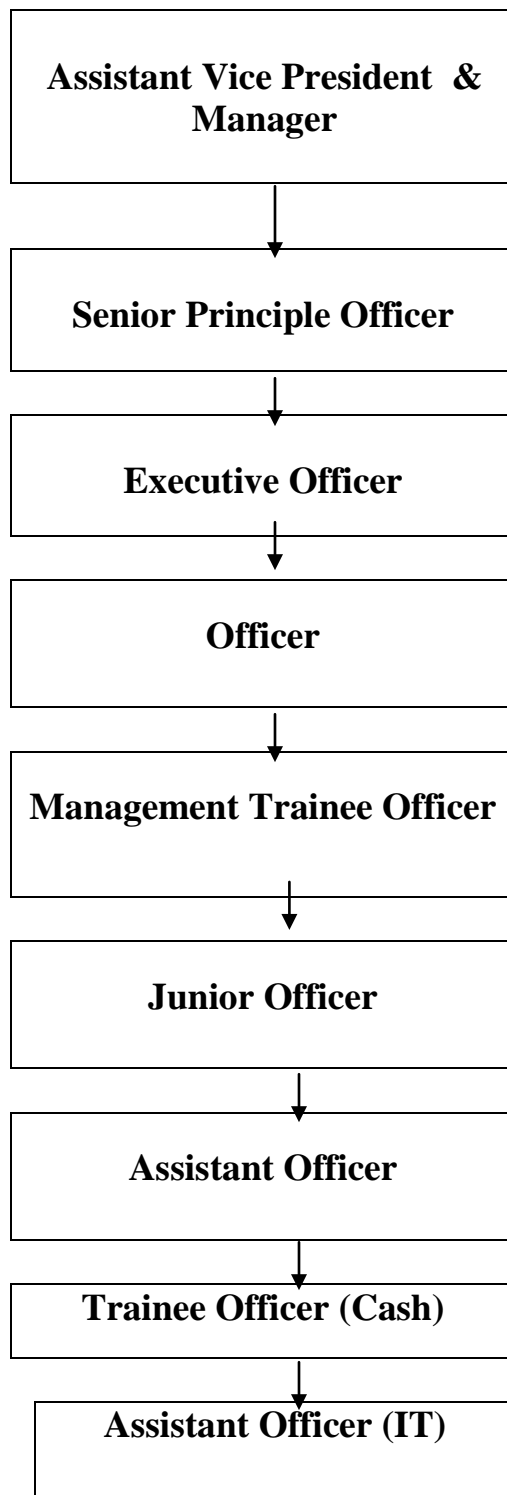 Assistant Vice President &
Manager
Senior Principle Officer
Executive Officer
Officer
Management Trainee Officer
Junior Officer
Assistant Officer
Trainee Officer (Cash)
Assistant Officer (IT)